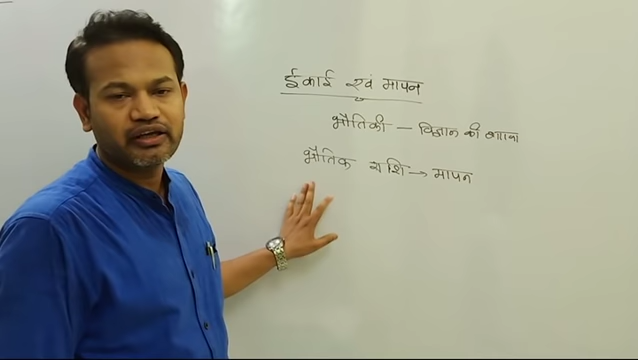 ईकाई एवं मापन
भौतिकी — विज्ञान की शाखा
भौतिक राशि → मापन